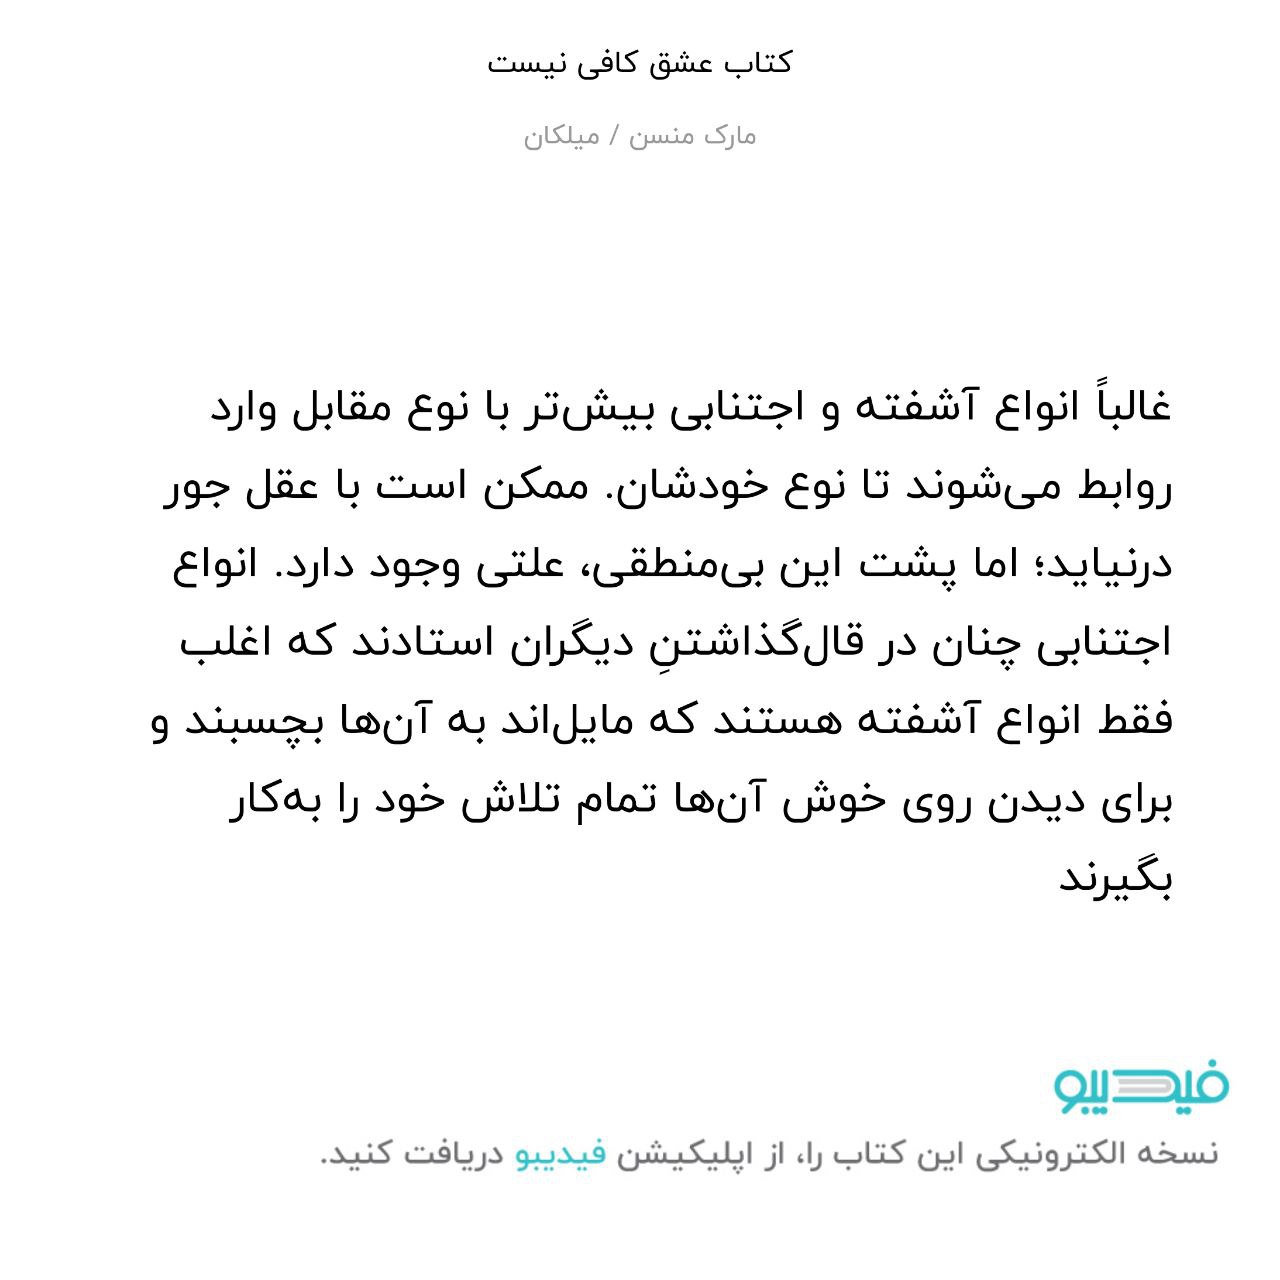 کتاب عشق کافی نیست
مارک منسن / میلکان
غالباً انواع آشفته و اجتنابی بیش‌تر با نوع مقابل وارد
روابط می‌شوند تا نوع خودشان. ممکن است با عقل جور
درنیاید؛ اما پشت این بی‌منطقی، علتی وجود دارد. انواع
اجتنابی چنان در قال‌گذاشتنِ دیگران استادند که اغلب
فقط انواع آشفته هستند که مایل‌اند به آن‌ها بچسبند و
برای دیدن روی خوش آن‌ها تمام تلاش خود را به‌کار
بگیرند
فیدیبو
نسخه الکترونیکی این کتاب را، از اپلیکیشن فیدیبو دریافت کنید.